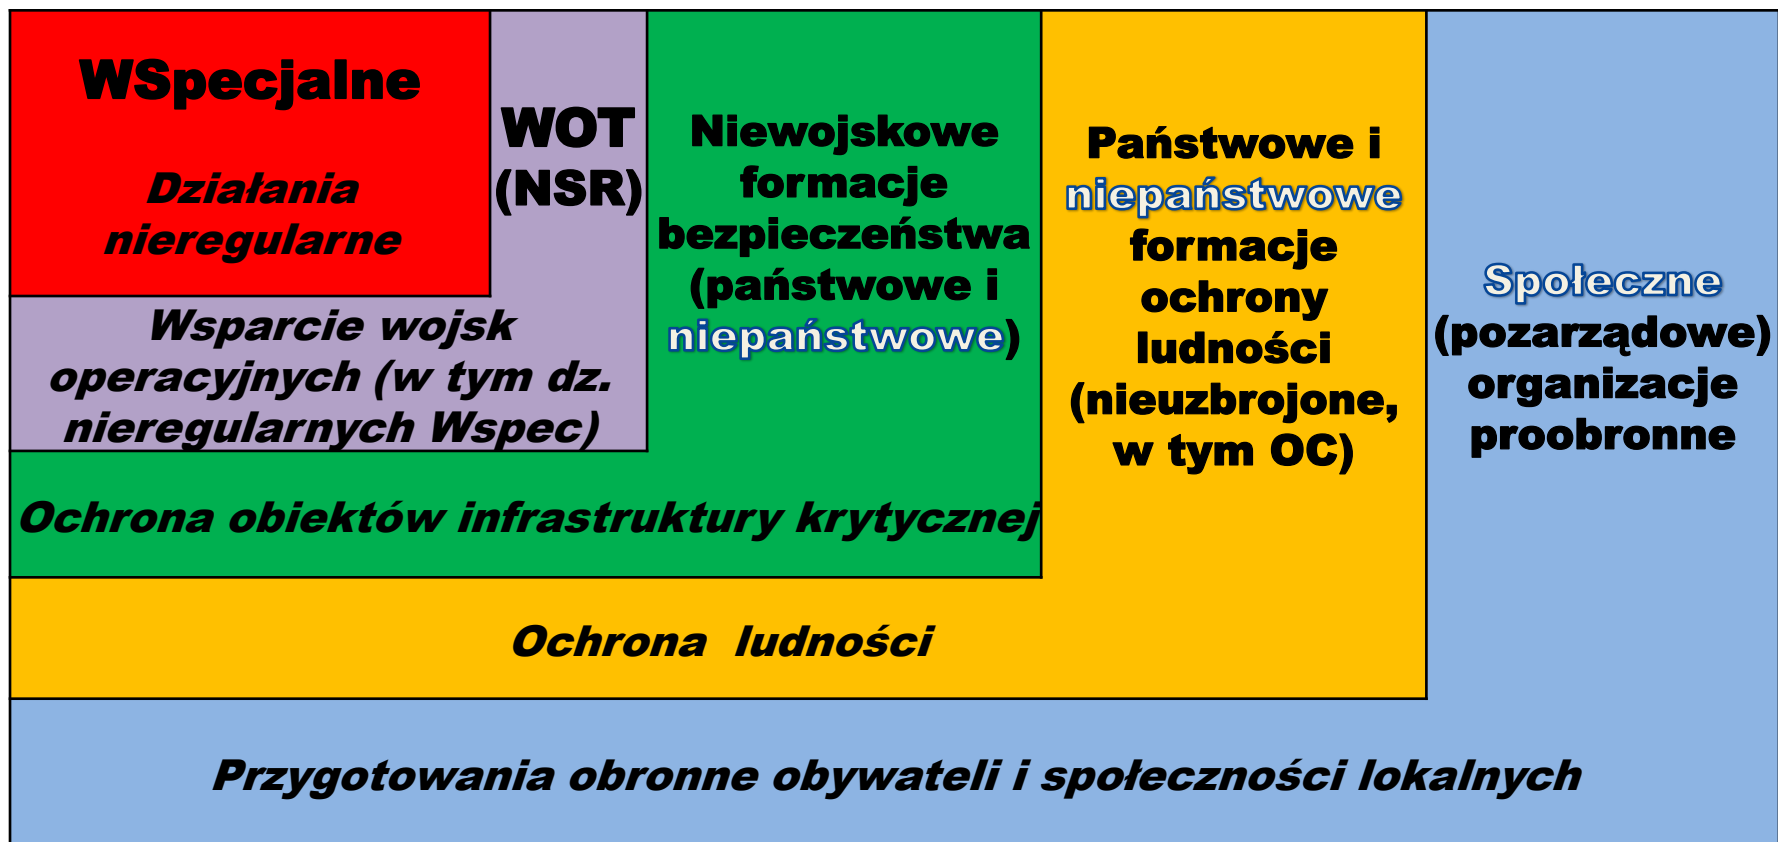 WSpecjalne
Działania
nieregularne
WOT
(NSR)
Wsparcie wojsk
operacyjnych (w tym dz.
nieregularnych Wspec)
Niewojskowe
formacje
bezpieczeństwa
(państwowe i
niepaństwowe)
Ochrona obiektów infrastruktury krytycznej
Państwowe i
niepaństwowe
formacje
ochrony
ludności
(nieuzbrojone,
w tym OC)
Ochrona ludności
Społeczne
(pozarządowe)
organizacje
proobronne
Przygotowania obronne obywateli i społeczności lokalnych